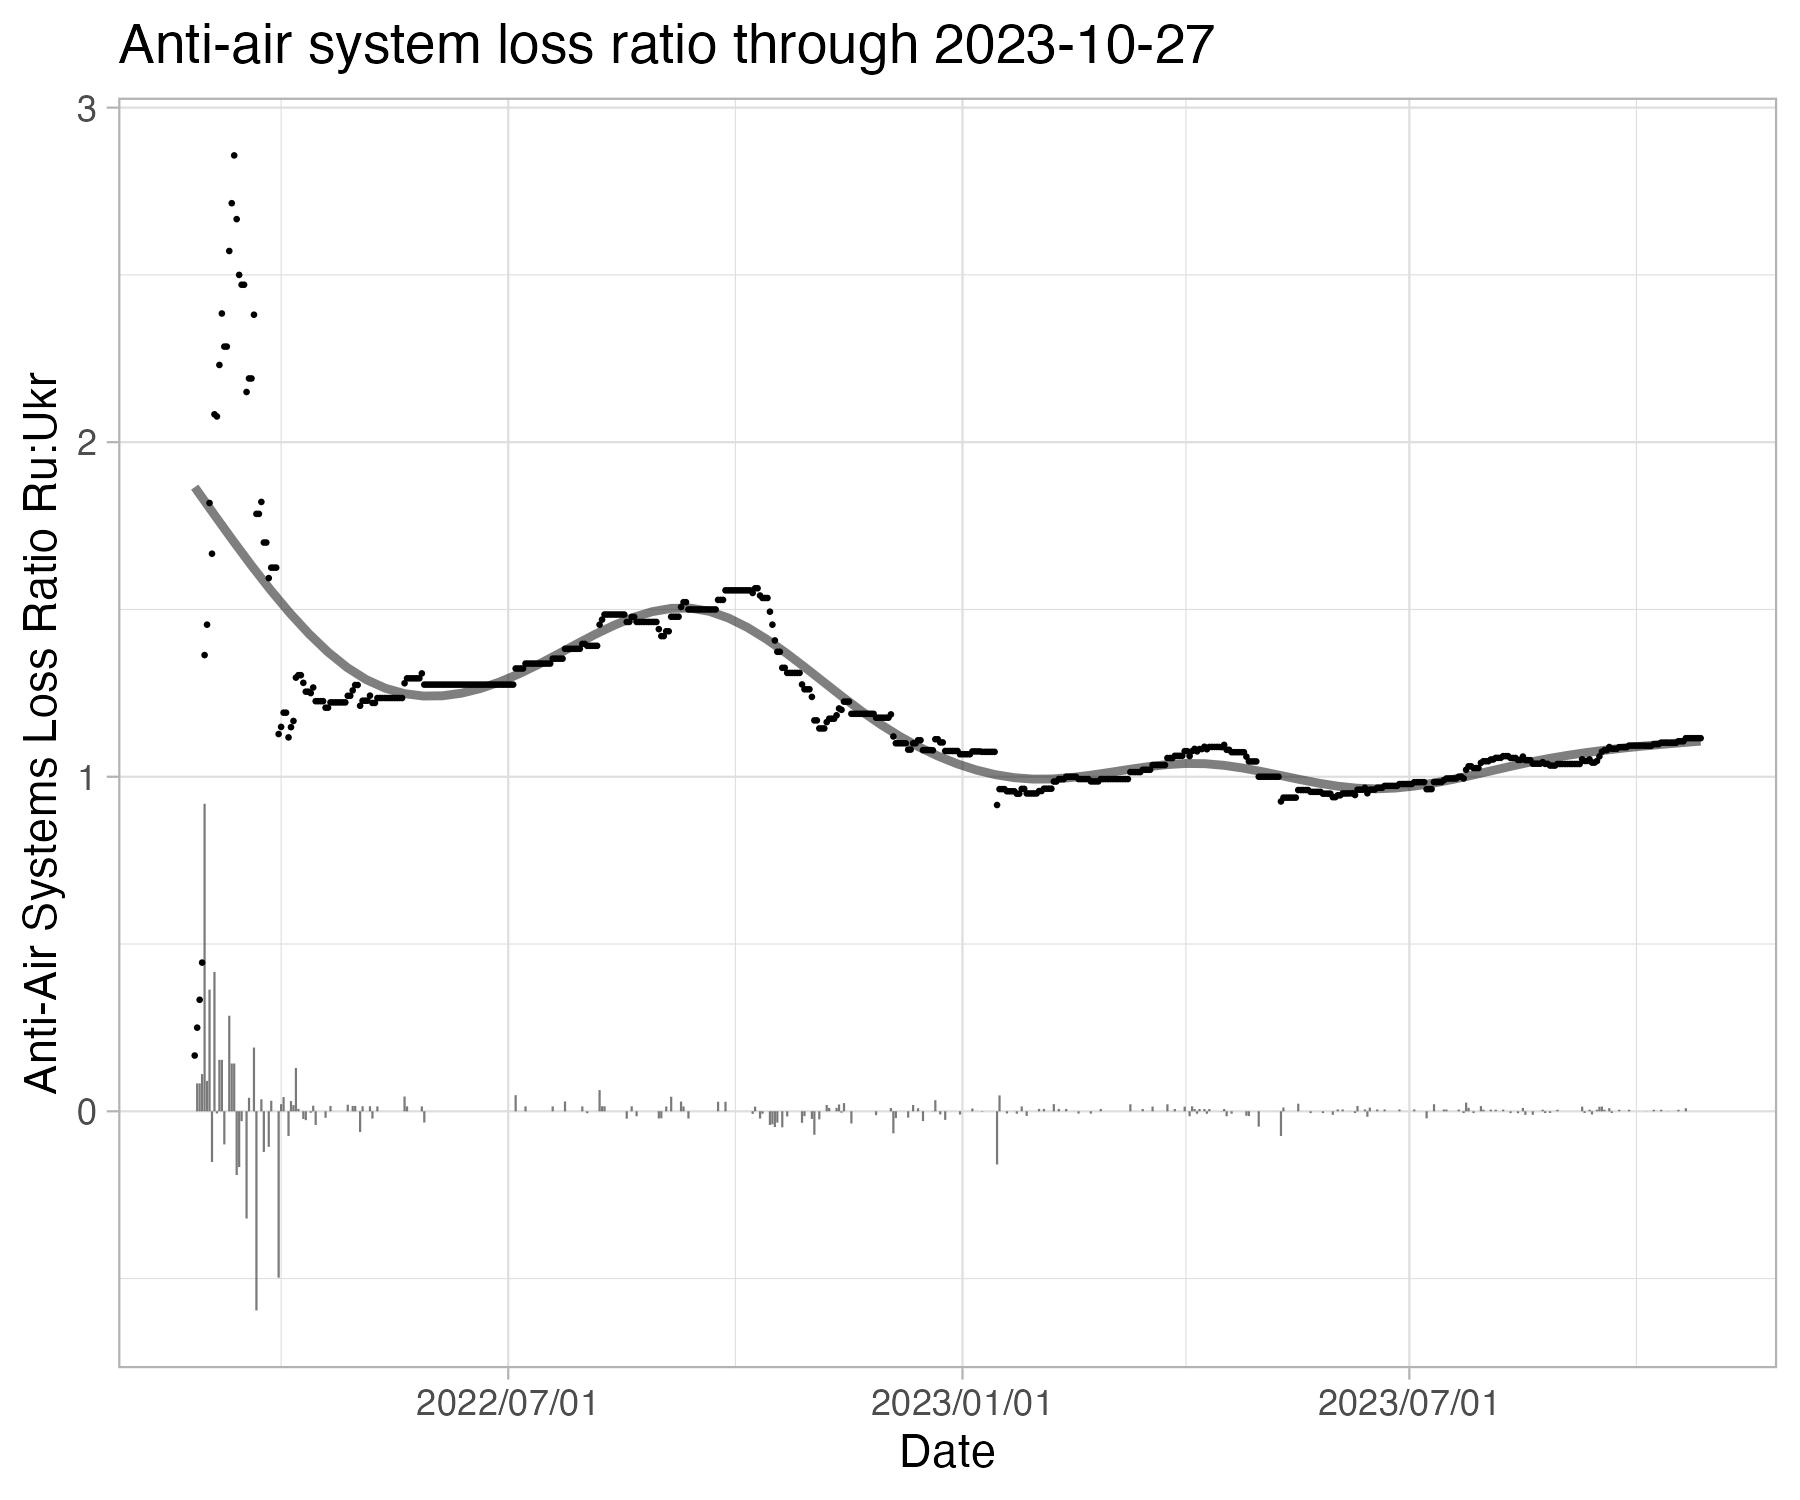 Anti-air system loss ratio through 2023-10-27
Anti-Air Systems Loss Ratio Ru:Ukr
3
2
1
0
2022/07/01
2023/01/01
2023/07/01
Date